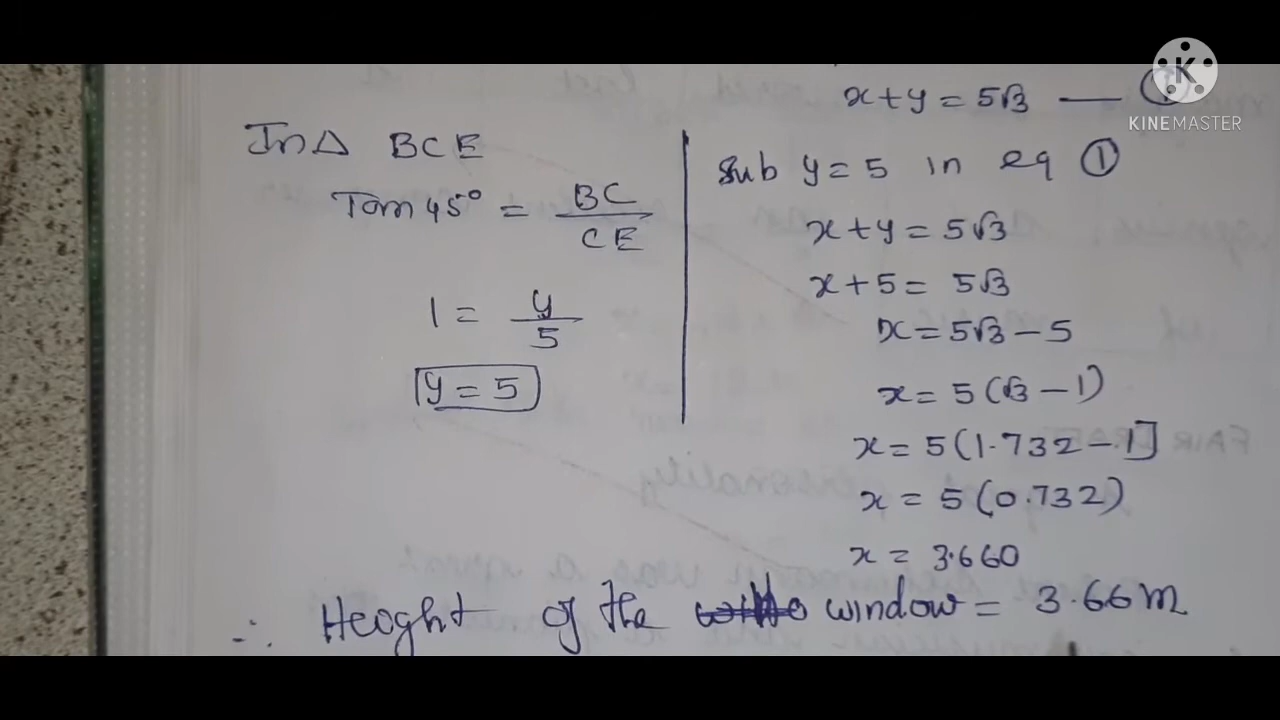 x + y = 5√3 — ①
KINEMASTER
In Δ BCE
Tan 45° = BC / CE
1 = y / 5
y = 5
Sub y = 5 in eq ①
x + y = 5√3
x + 5 = 5√3
x = 5√3 - 5
x = 5(√3 - 1)
x = 5(1.732 - 1]
x = 5(0.732)
x = 3.660
∴ Heoght of the window = 3.66m